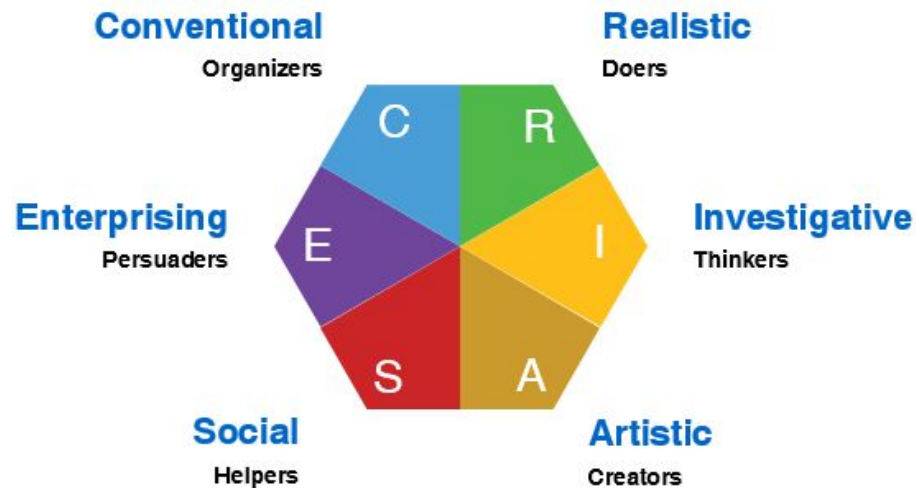 Conventional
Organizers
Realistic
Doers
C
R
Enterprising
Persuaders
E
I
Investigative
Thinkers
S
A
Social
Helpers
Artistic
Creators